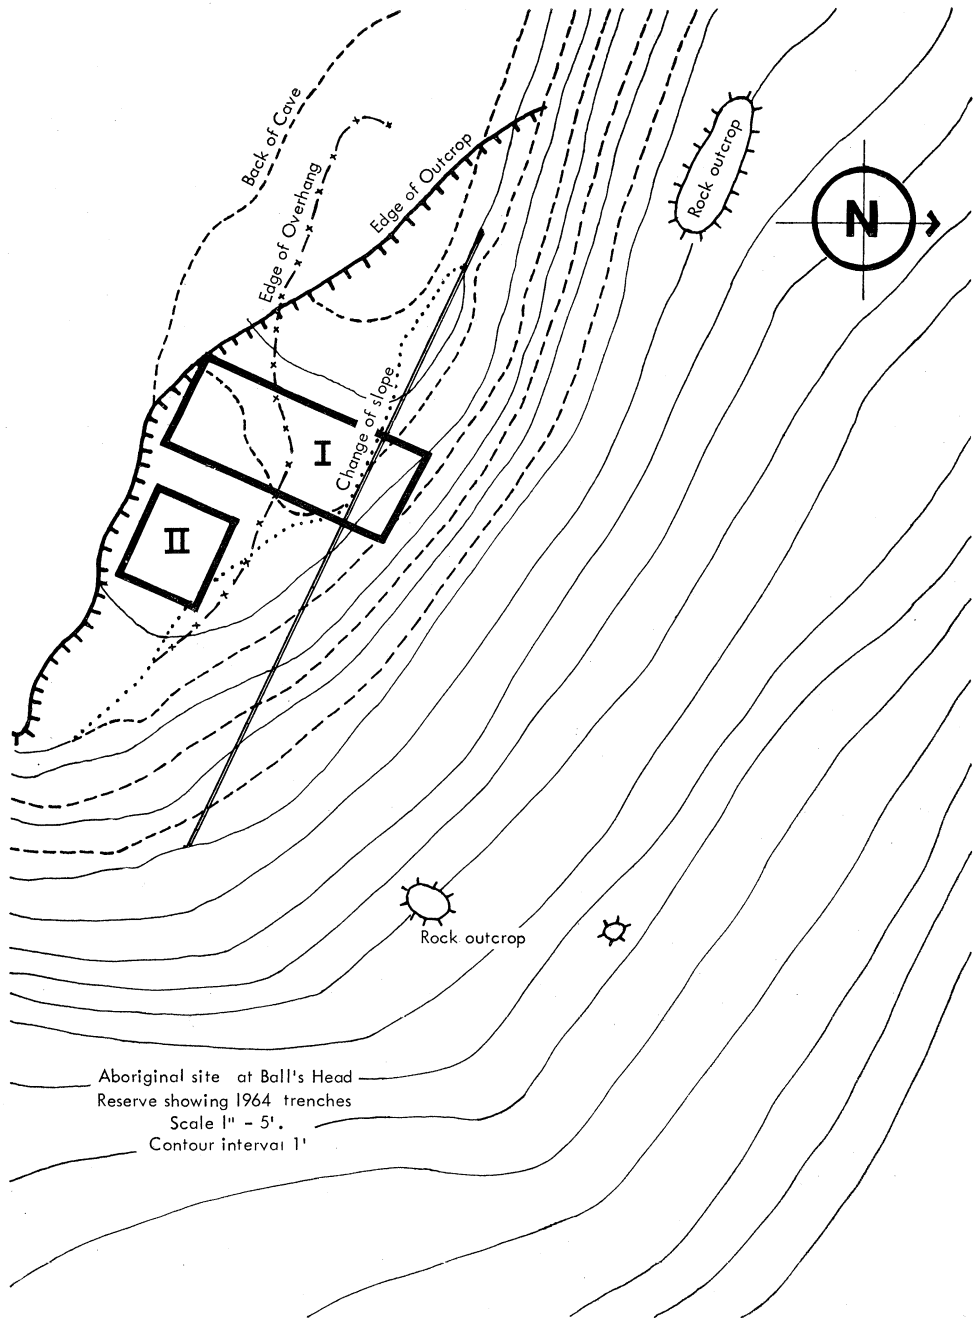 Back of Cave
Edge of Overhang
Edge of Outcrop
Rock outcrop
N
Change of slope
I
II
Rock outcrop
Aboriginal site at Ball's Head
Reserve showing 1964 trenches
Scale 1" - 5'.
Contour interval 1'